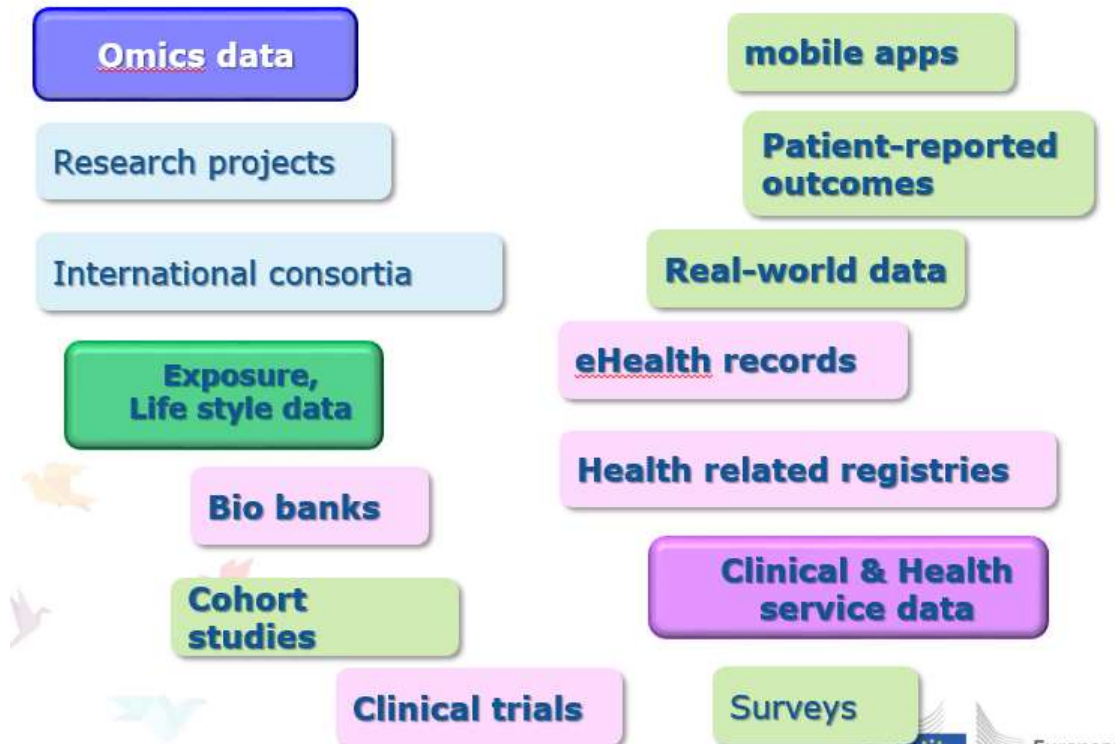 Omics data
Research projects
International consortia
Exposure,
Life style data
Bio banks
Cohort
studies
Clinical trials
mobile apps
Patient-reported
outcomes
Real-world data
eHealth records
Health related registries
Clinical & Health
service data
Surveys